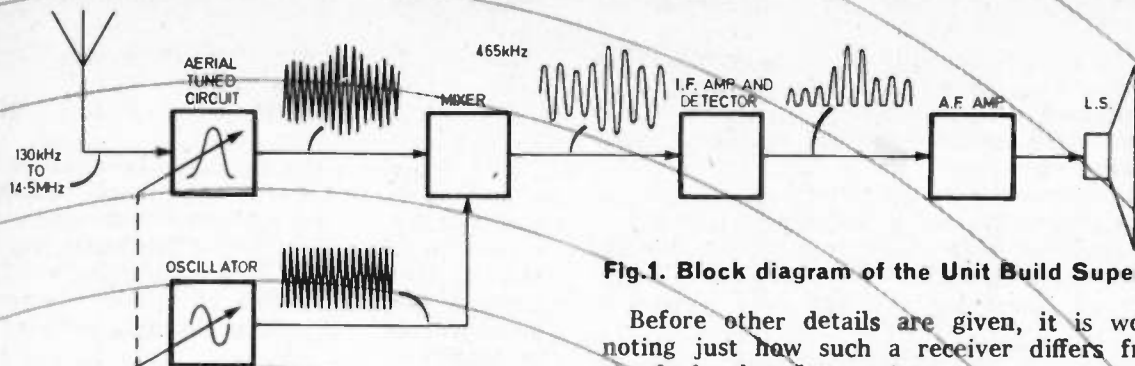 AERIAL
TUNED
CIRCUIT
465kHz
MIXER
I.F. AMP AND
DETECTOR
A.F. AMP
L.S.
130kHz
TO
14·5MHz
OSCILLATOR
Fig.1. Block diagram of the Unit Build Supe
Before other details are given, it is wo
noting just how such a receiver differs fr